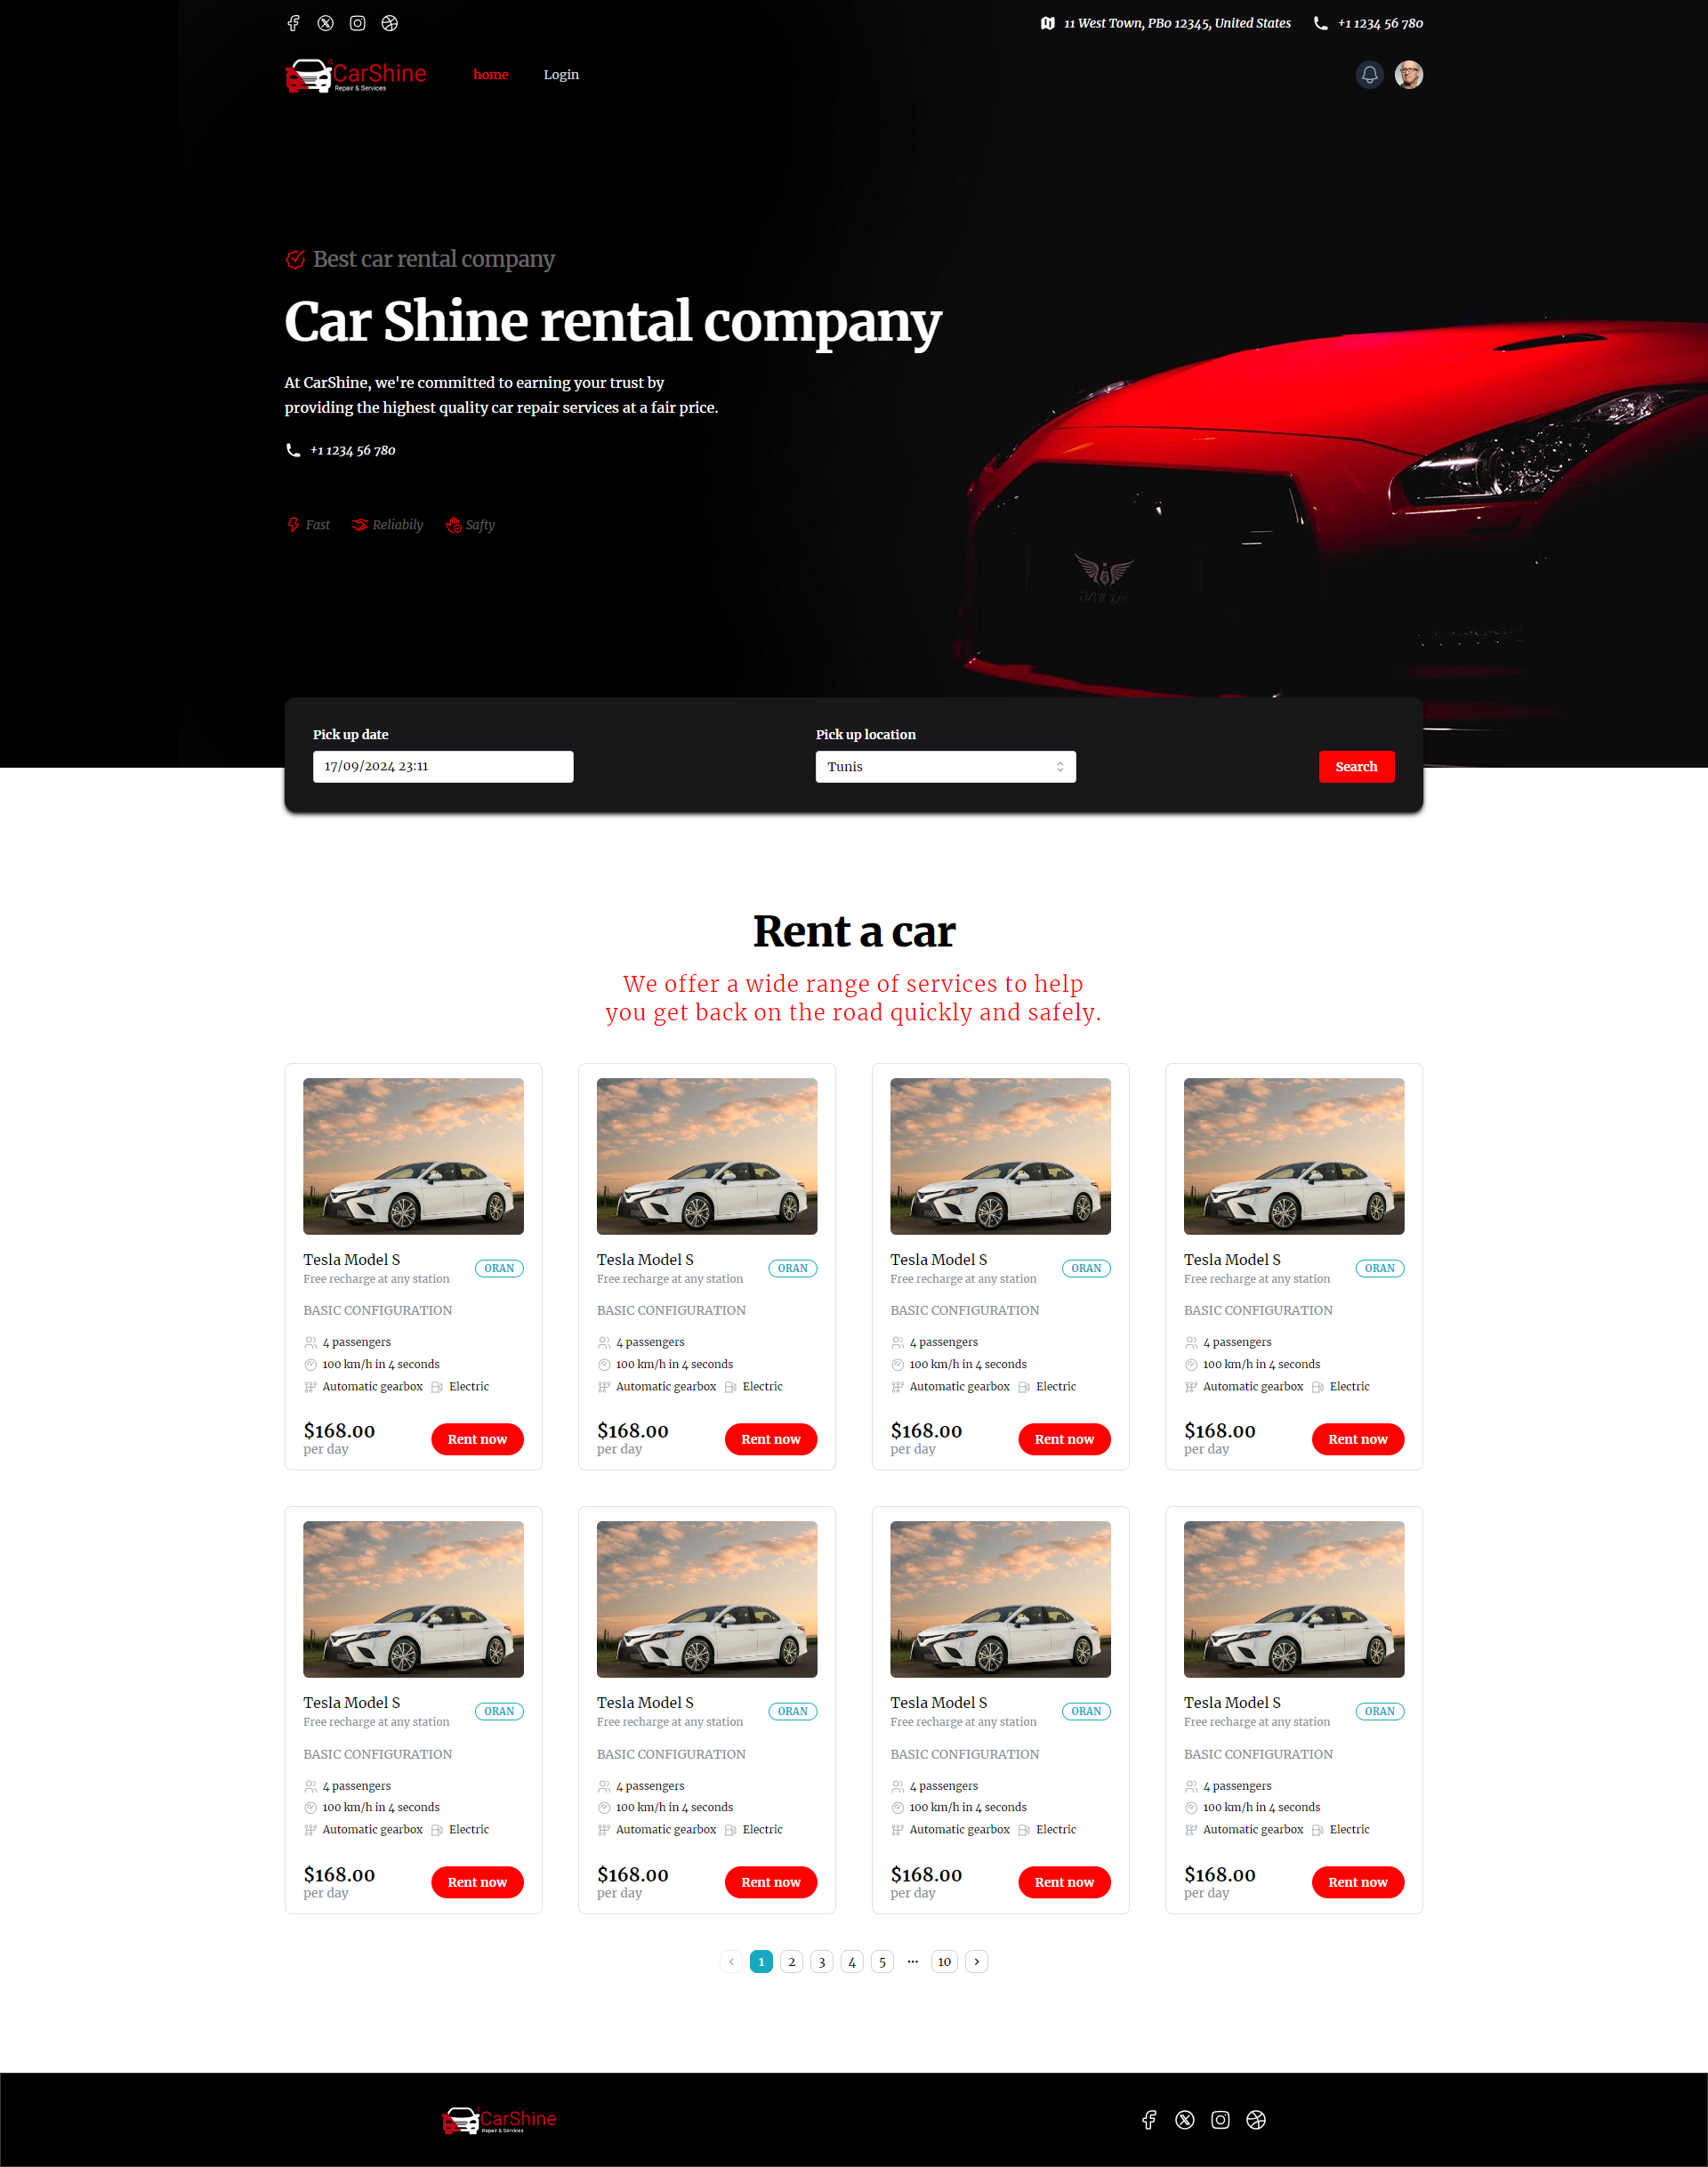 11 West Town, PB0 12345, United States
+1 1234 56 780
CarShine
Repair & Services
home
Login
Best car rental company
Car Shine rental company
At CarShine, we're committed to earning your trust by
providing the highest quality car repair services at a fair price.
+1 1234 56 780
Fast
Reliabily
Safty
Pick up date
Pick up location
17/09/2024 23:11
Tunis
Search
Rent a car
We offer a wide range of services to help
you get back on the road quickly and safely.
Tesla Model S
Free recharge at any station
ORAN
BASIC CONFIGURATION
4 passengers
100 km/h in 4 seconds
Automatic gearbox
Electric
$168.00
per day
Rent now
Tesla Model S
Free recharge at any station
ORAN
BASIC CONFIGURATION
4 passengers
100 km/h in 4 seconds
Automatic gearbox
Electric
$168.00
per day
Rent now
Tesla Model S
Free recharge at any station
ORAN
BASIC CONFIGURATION
4 passengers
100 km/h in 4 seconds
Automatic gearbox
Electric
$168.00
per day
Rent now
Tesla Model S
Free recharge at any station
ORAN
BASIC CONFIGURATION
4 passengers
100 km/h in 4 seconds
Automatic gearbox
Electric
$168.00
per day
Rent now
Tesla Model S
Free recharge at any station
ORAN
BASIC CONFIGURATION
4 passengers
100 km/h in 4 seconds
Automatic gearbox
Electric
$168.00
per day
Rent now
Tesla Model S
Free recharge at any station
ORAN
BASIC CONFIGURATION
4 passengers
100 km/h in 4 seconds
Automatic gearbox
Electric
$168.00
per day
Rent now
Tesla Model S
Free recharge at any station
ORAN
BASIC CONFIGURATION
4 passengers
100 km/h in 4 seconds
Automatic gearbox
Electric
$168.00
per day
Rent now
Tesla Model S
Free recharge at any station
ORAN
BASIC CONFIGURATION
4 passengers
100 km/h in 4 seconds
Automatic gearbox
Electric
$168.00
per day
Rent now
1 2 3 4 5 ... 10
CarShine
Repair & Services